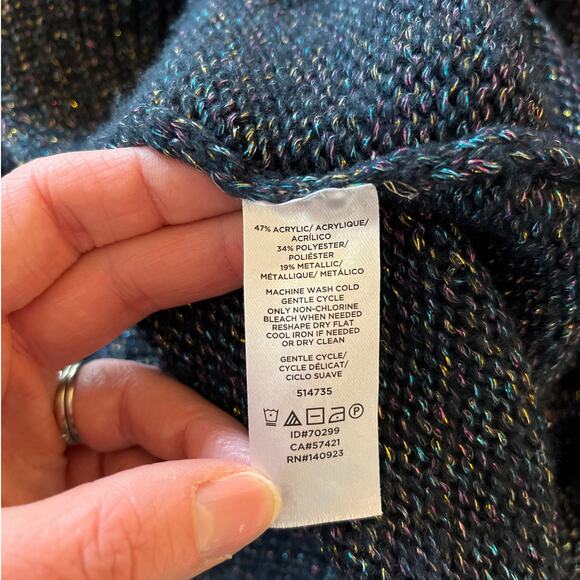 47% ACRYLIC/ ACRYLIQUE/
ACRÍLICO
34% POLYESTER/
POLIÉSTER
19% METALLIC/
MÉTALLIQUE/ METÁLICO
MACHINE WASH COLD
GENTLE CYCLE
ONLY NON-CHLORINE
BLEACH WHEN NEEDED
RESHAPE DRY FLAT
COOL IRON IF NEEDED
OR DRY CLEAN
GENTLE CYCLE/
CYCLE DÉLICAT/
CICLO SUAVE
514735
P
ID#70299
CA#57421
RN#140923